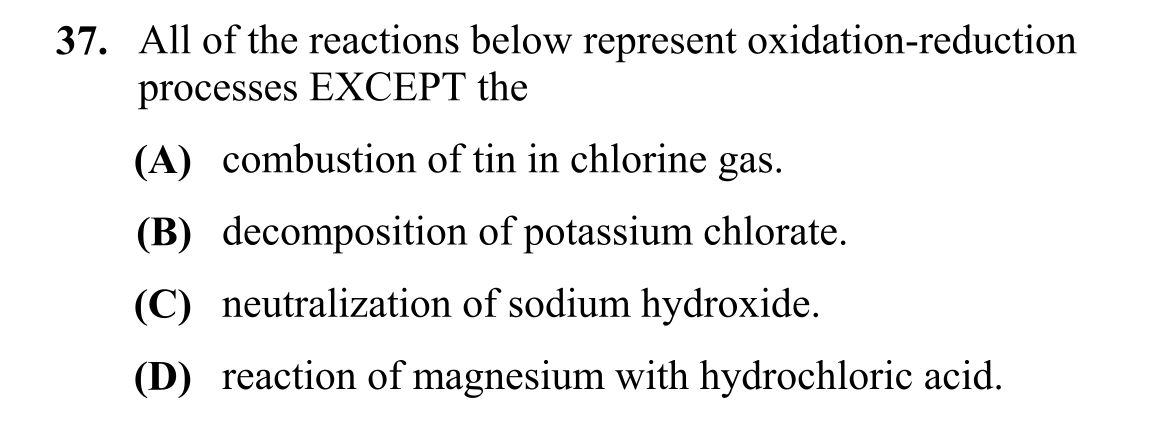 37. All of the reactions below represent oxidation-reduction
processes EXCEPT the
(A) combustion of tin in chlorine gas.
(B) decomposition of potassium chlorate.
(C) neutralization of sodium hydroxide.
(D) reaction of magnesium with hydrochloric acid.